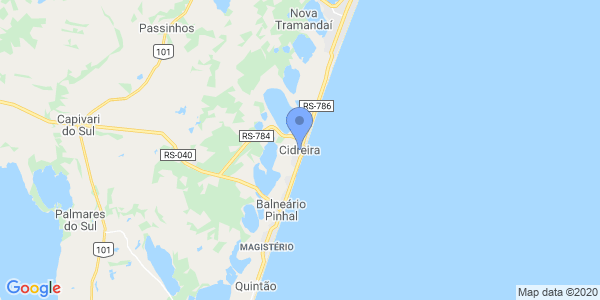 Nova
Tramandaí
Passinhos
101
RS-786
Capivari
do Sul
RS-784
Cidreira
RS-040
Balneário
Pinhal
Palmares
do Sul
MAGISTÉRIO
101
Quintão
Google
Map data ©2020